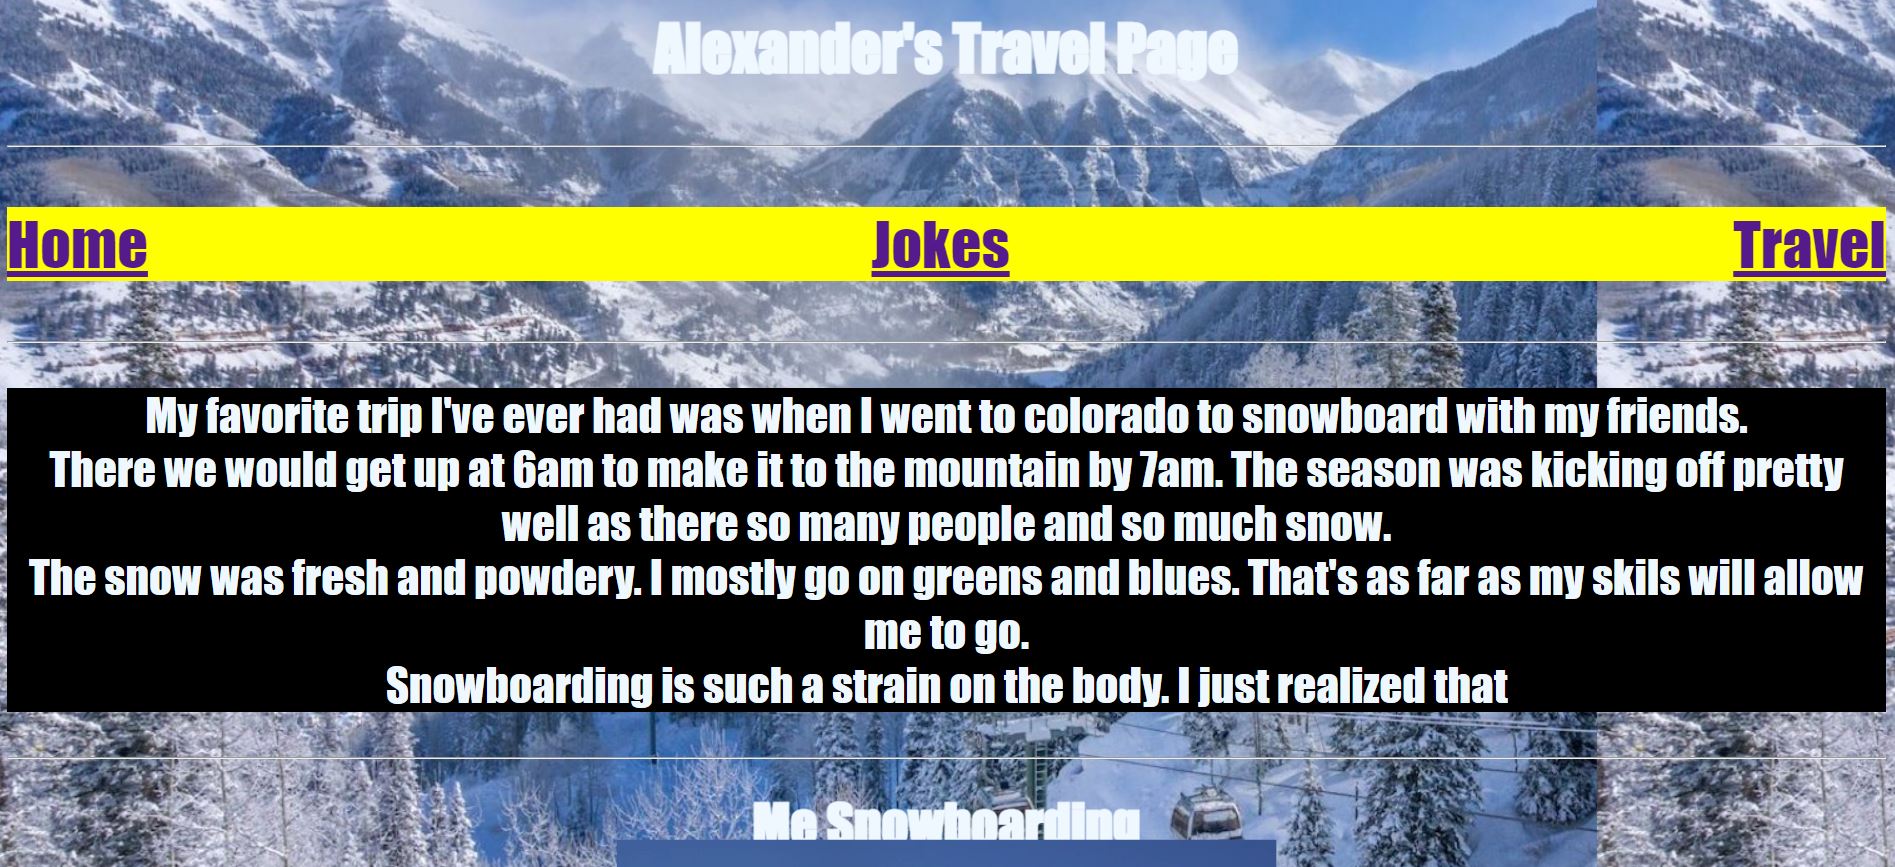 Alexander's Travel Page
Home Jokes Travel
My favorite trip I've ever had was when I went to colorado to snowboard with my friends.
There we would get up at 6am to make it to the mountain by 7am. The season was kicking off pretty
well as there so many people and so much snow.
The snow was fresh and powdery. I mostly go on greens and blues. That's as far as my skils will allow
me to go.
Snowboarding is such a strain on the body. I just realized that
Me Snowboarding